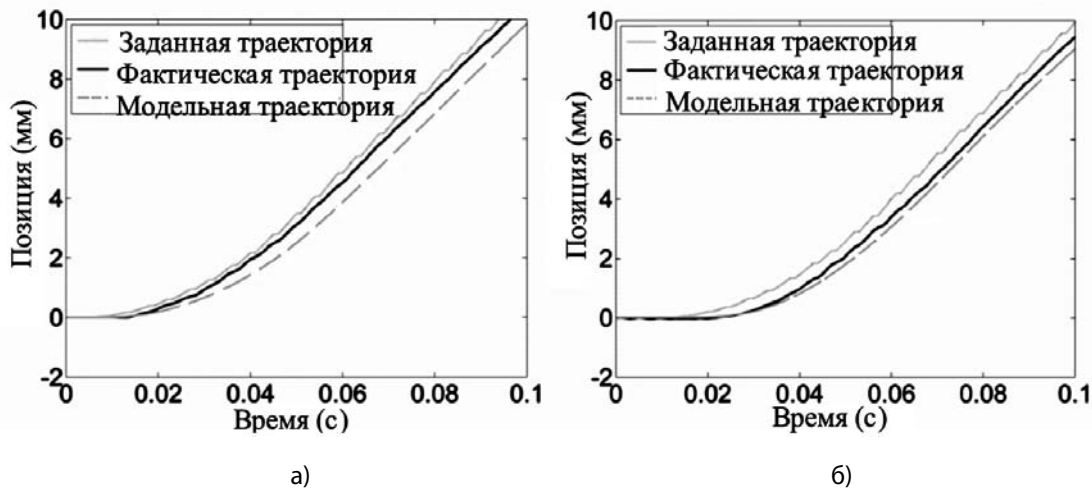 10
8
6
4
2
0
-2
Позиция (мм)
Заданная траектория
Фактическая траектория
Модельная траектория
0 0.02 0.04 0.06 0.08 0.1
Время (с)
а)
10
8
6
4
2
0
-2
Позиция (мм)
Заданная траектория
Фактическая траектория
Модельная траектория
0 0.02 0.04 0.06 0.08 0.1
Время (с)
б)